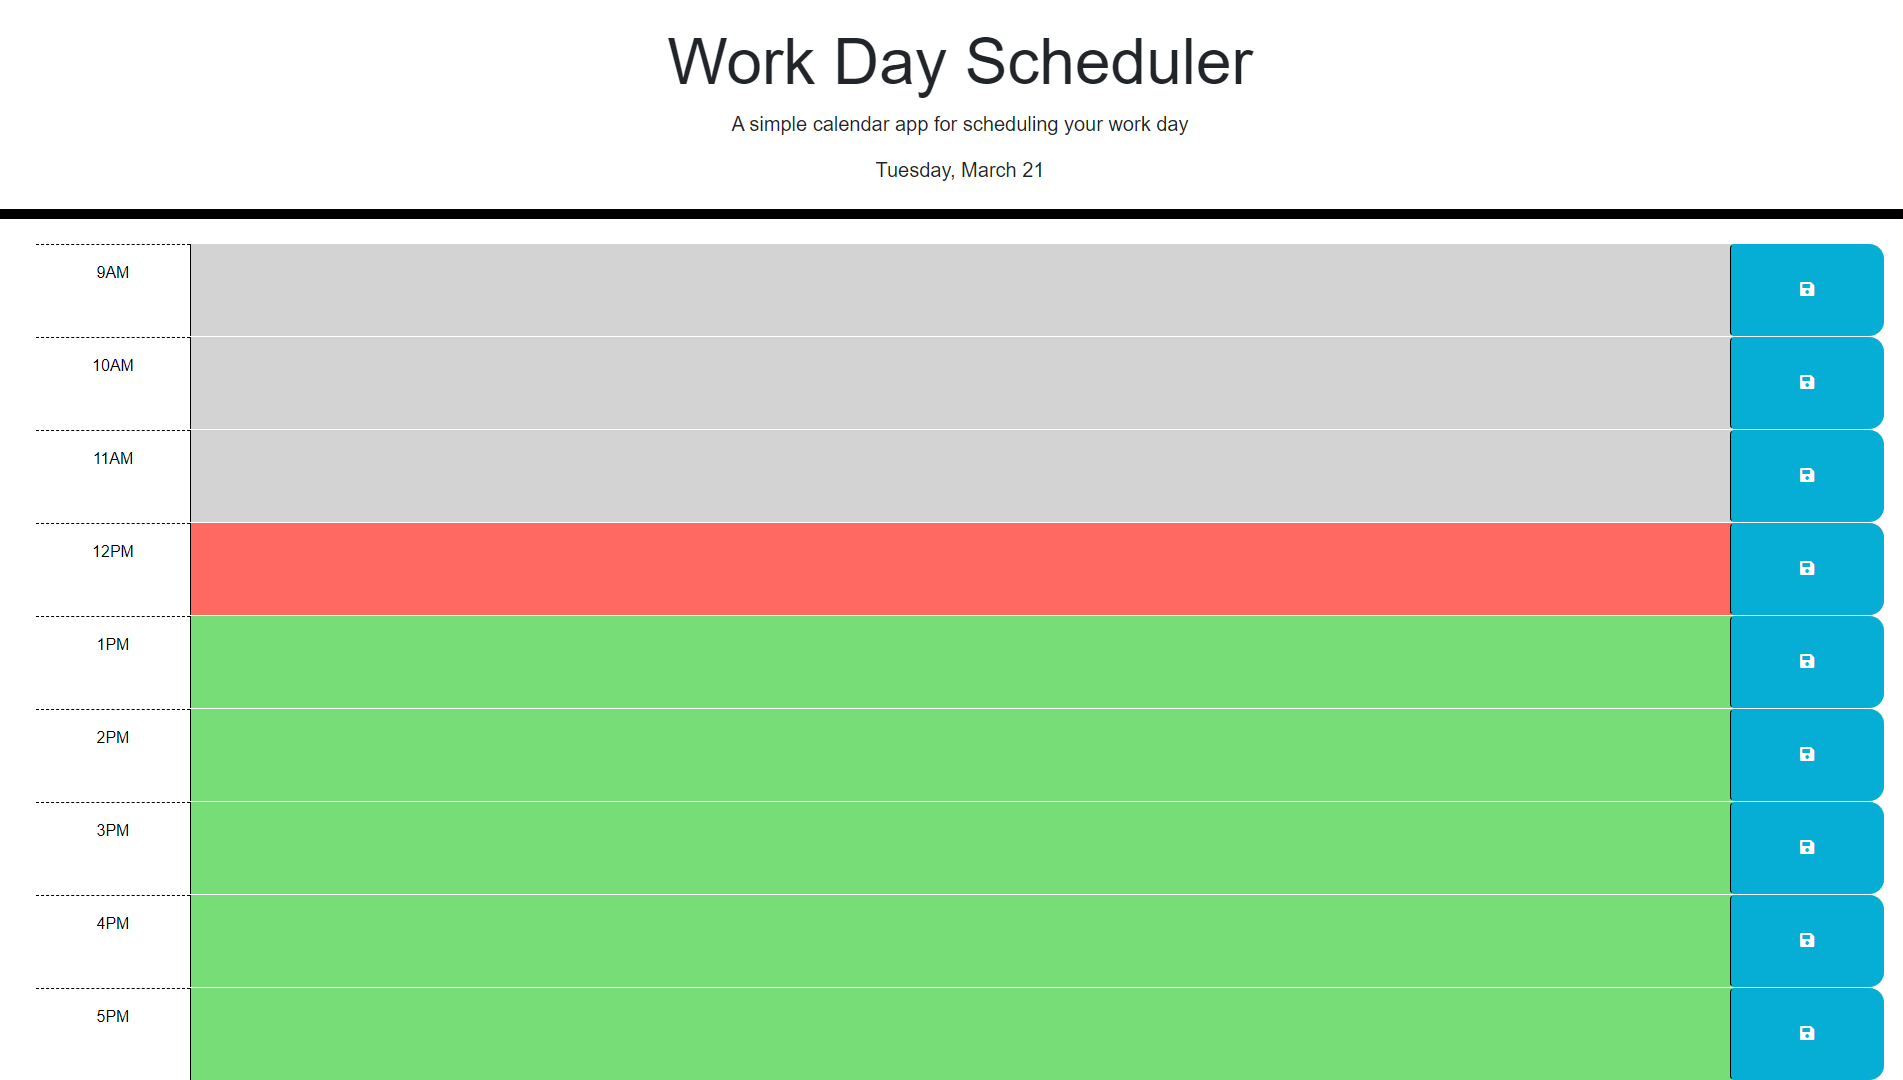 Work Day Scheduler
A simple calendar app for scheduling your work day
Tuesday, March 21
9AM
10AM
11AM
12PM
1PM
2PM
3PM
4PM
5PM